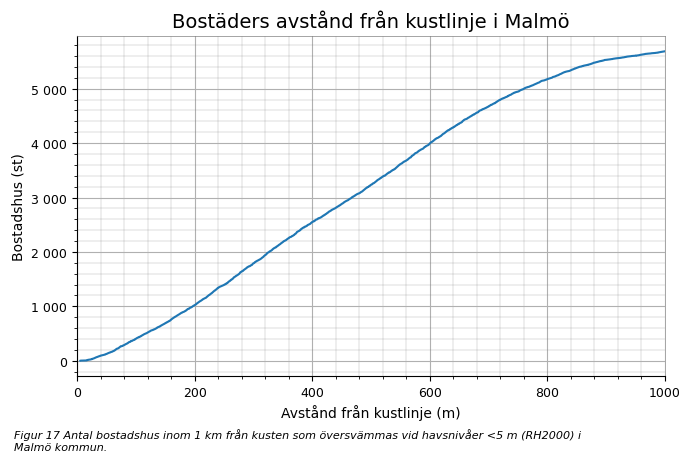 Bostäders avstånd från kustlinje i Malmö
Bostadshus (st)
5 000
4 000
3 000
2 000
1 000
0
0 200 400 600 800 1000
Avstånd från kustlinje (m)
Figur 17 Antal bostadshus inom 1 km från kusten som översvämmas vid havsnivåer <5 m (RH2000) i
Malmö kommun.